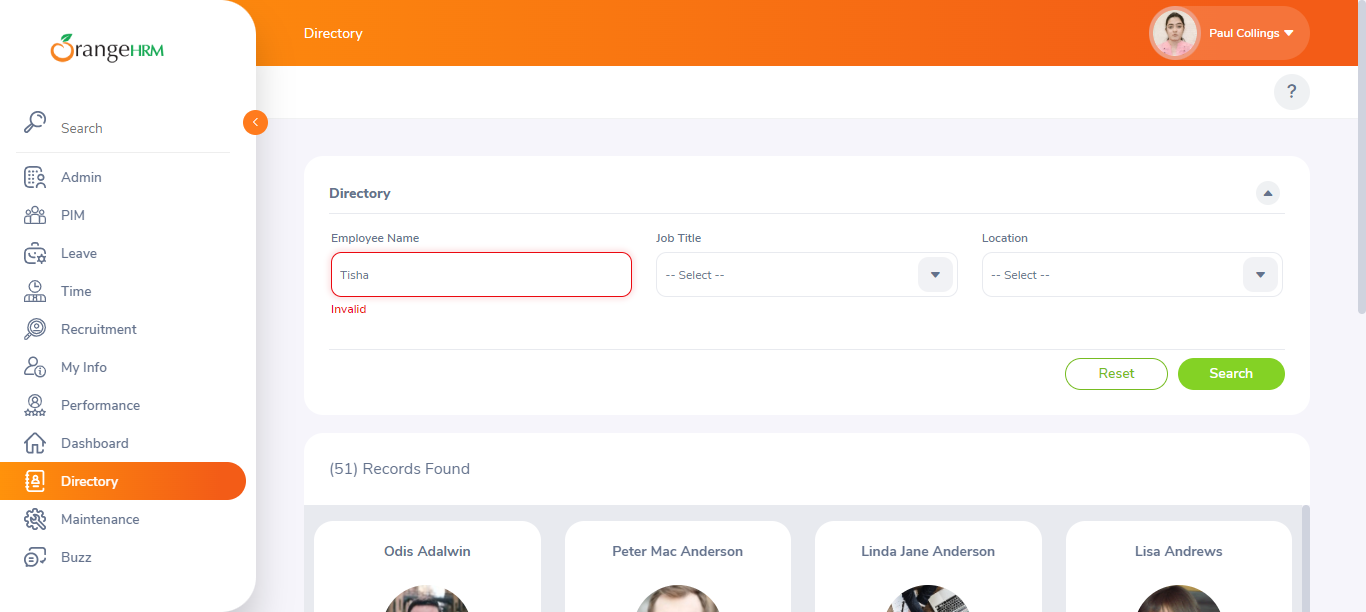 OrangeHRM
Directory
Paul Collings
?
Search
Admin
PIM
Leave
Time
Recruitment
My Info
Performance
Dashboard
Directory
Maintenance
Buzz
Directory
Employee Name
Job Title
Location
Tisha
-- Select --
-- Select --
Invalid
Reset
Search
(51) Records Found
Odis Adalwin
Peter Mac Anderson
Linda Jane Anderson
Lisa Andrews